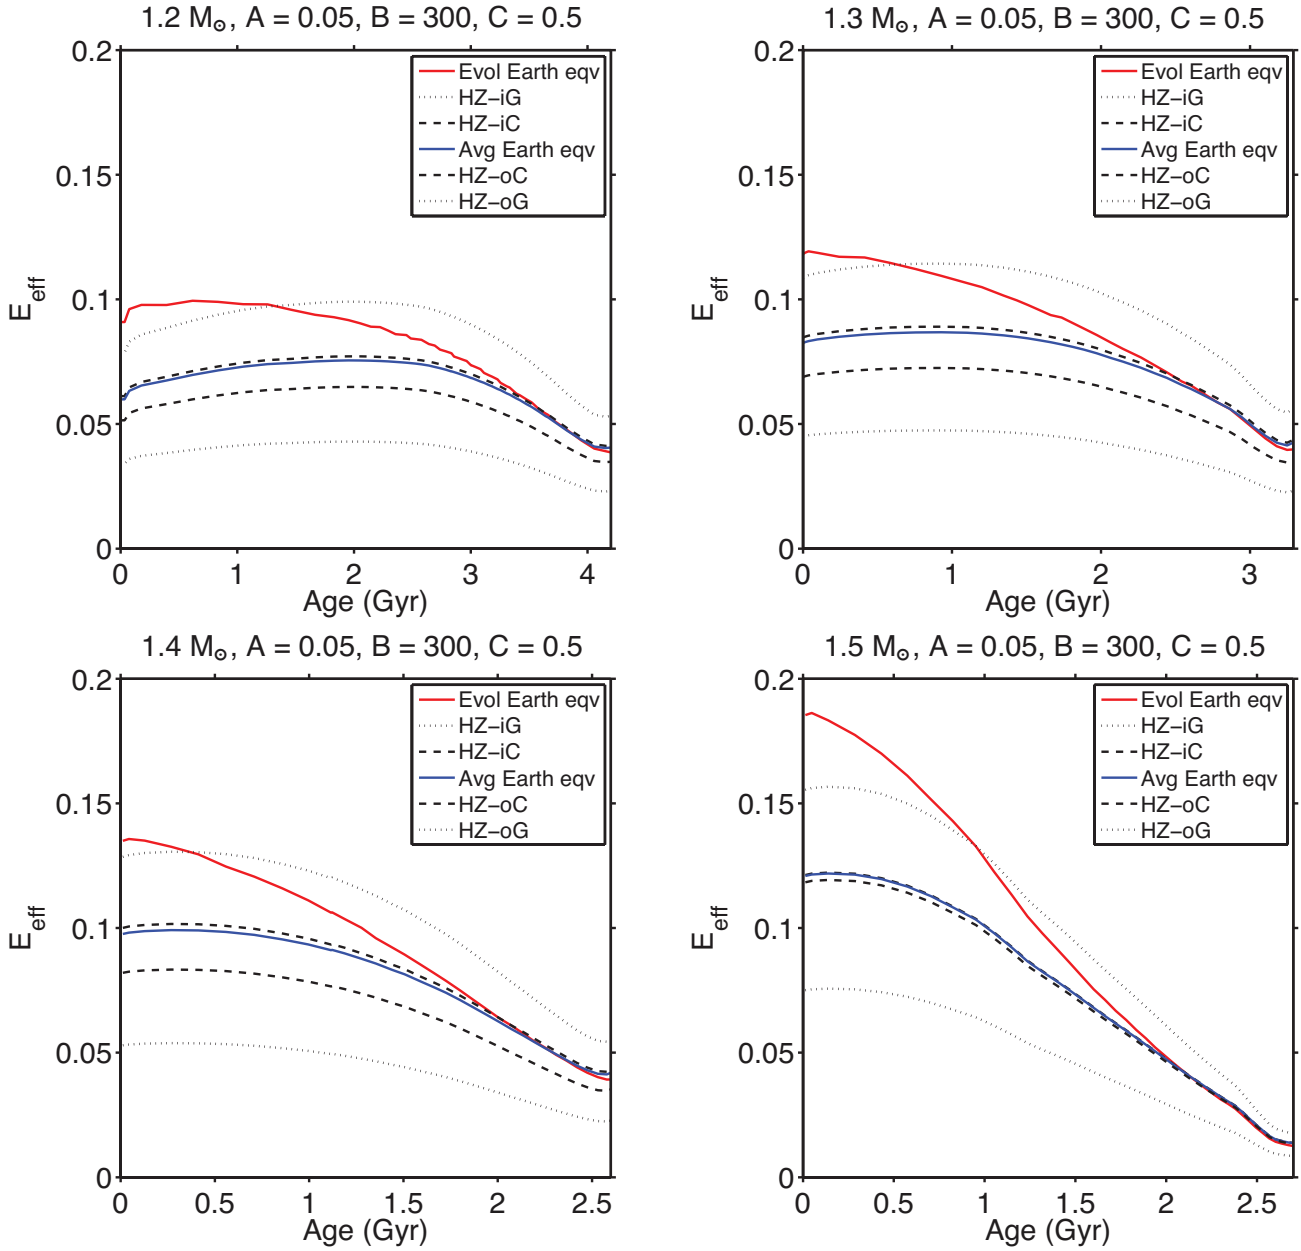 1.2 M⊙, A = 0.05, B = 300, C = 0.5
0.2
0.15
0.1
0.05
0
E_eff
Evol Earth eqv
HZ−iG
HZ−iC
Avg Earth eqv
HZ−oC
HZ−oG
0 1 2 3 4
Age (Gyr)
1.3 M⊙, A = 0.05, B = 300, C = 0.5
0.2
0.15
0.1
0.05
0
E_eff
Evol Earth eqv
HZ−iG
HZ−iC
Avg Earth eqv
HZ−oC
HZ−oG
0 1 2 3
Age (Gyr)
1.4 M⊙, A = 0.05, B = 300, C = 0.5
0.2
0.15
0.1
0.05
0
E_eff
Evol Earth eqv
HZ−iG
HZ−iC
Avg Earth eqv
HZ−oC
HZ−oG
0 0.5 1 1.5 2 2.5
Age (Gyr)
1.5 M⊙, A = 0.05, B = 300, C = 0.5
0.2
0.15
0.1
0.05
0
E_eff
Evol Earth eqv
HZ−iG
HZ−iC
Avg Earth eqv
HZ−oC
HZ−oG
0 0.5 1 1.5 2 2.5
Age (Gyr)